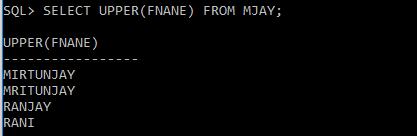 SQL> SELECT UPPER(FNANE) FROM MJAY;
UPPER(FNANE)
-----------------
MIRTUNJAY
MRITUNJAY
RANJAY
RANI